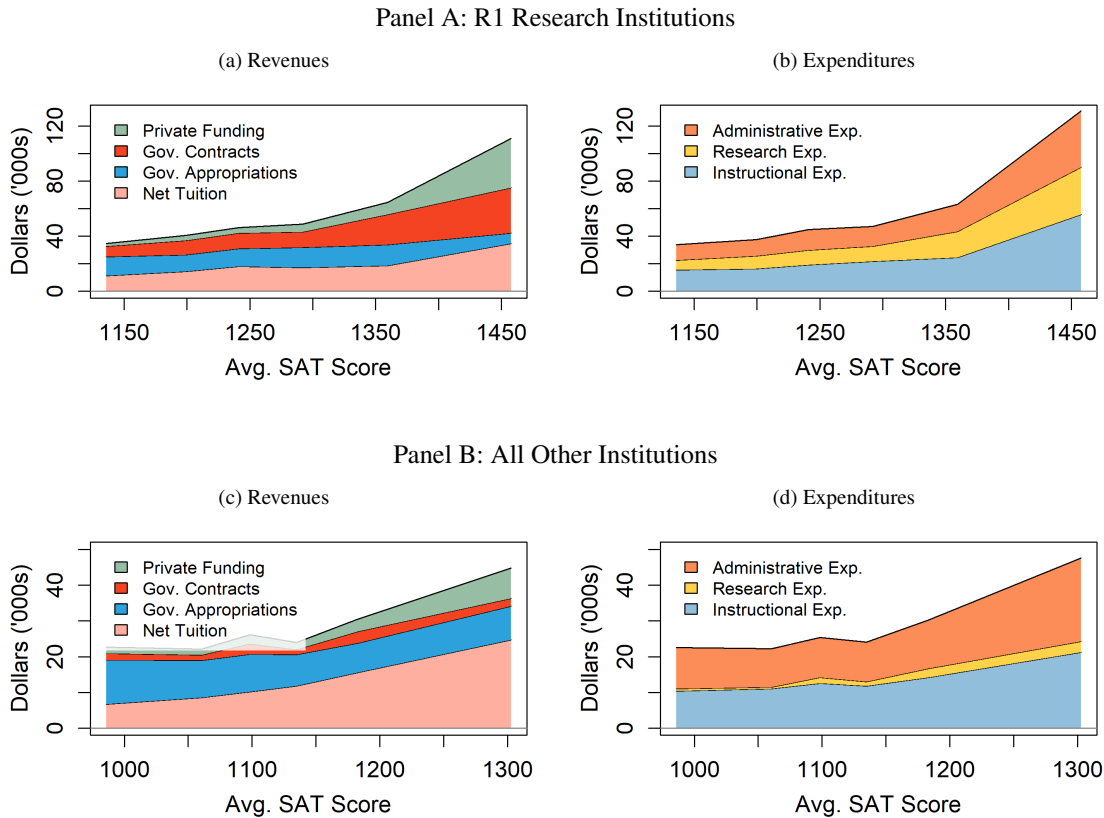 Panel A: R1 Research Institutions
(a) Revenues
Dollars ('000s)
0 40 80 120
Private Funding
Gov. Contracts
Gov. Appropriations
Net Tuition
1150 1250 1350 1450
Avg. SAT Score
(b) Expenditures
Dollars ('000s)
0 40 80 120
Administrative Exp.
Research Exp.
Instructional Exp.
1150 1250 1350 1450
Avg. SAT Score
Panel B: All Other Institutions
(c) Revenues
Dollars ('000s)
0 20 40
Private Funding
Gov. Contracts
Gov. Appropriations
Net Tuition
1000 1100 1200 1300
Avg. SAT Score
(d) Expenditures
Dollars ('000s)
0 20 40
Administrative Exp.
Research Exp.
Instructional Exp.
1000 1100 1200 1300
Avg. SAT Score